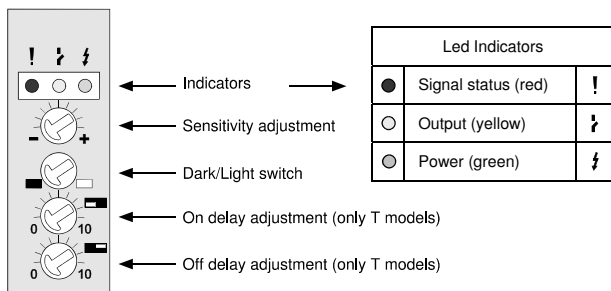 Led Indicators
Indicators
Signal status (red) !
Sensitivity adjustment
- +
Output (yellow)
Dark/Light switch
Power (green)
On delay adjustment (only T models)
0 10
Off delay adjustment (only T models)
0 10
!